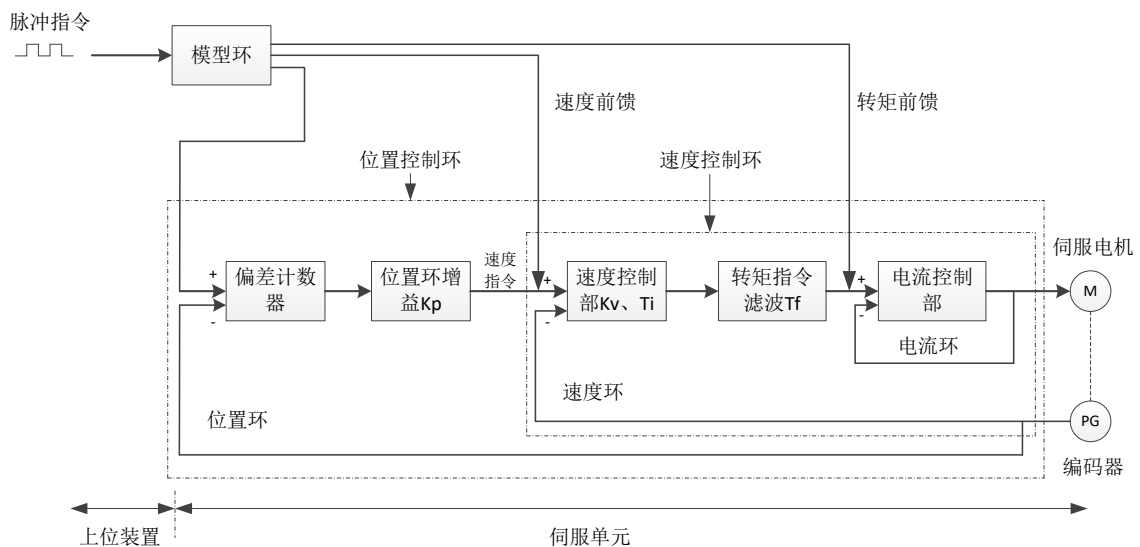 脉冲指令
模型环
速度前馈
转矩前馈
位置控制环
速度控制环
伺服电机
+
-
偏差计数
器
位置环增
益Kp
速度
指令
+
-
速度控制
部Kv、Ti
转矩指令
滤波Tf
+
-
电流控制
部
M
电流环
速度环
位置环
PG
编码器
上位装置
伺服单元